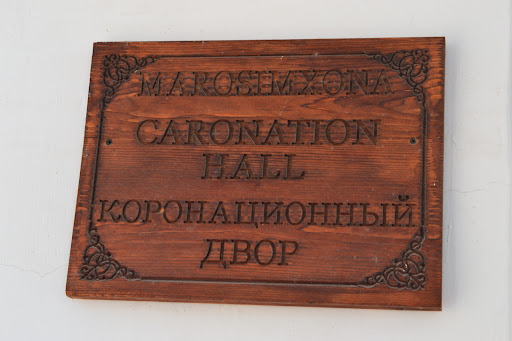 MAROSIMXONA
CARONATION
HALL
КОРОНАЦИОННЫЙ
ДВОР